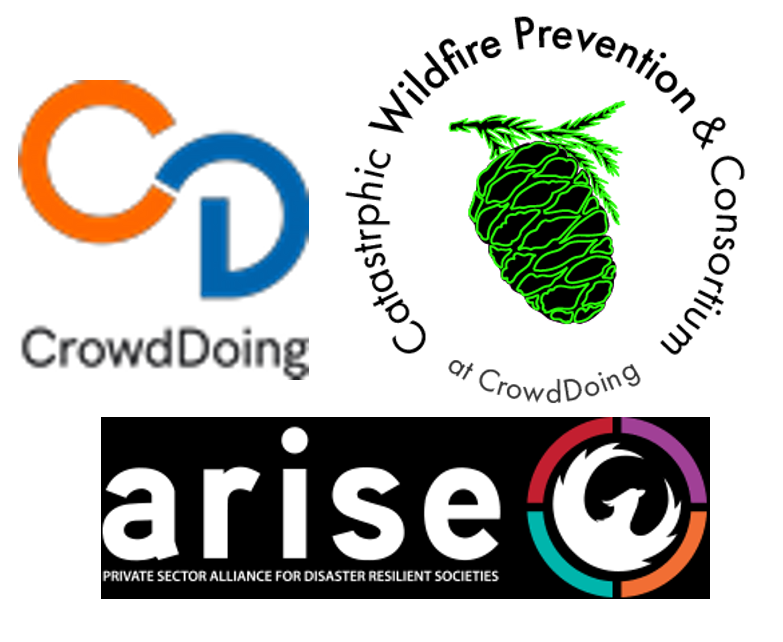 CrowdDoing
Catastrphic Wildfire Prevention & Consortium
at CrowdDoing
arise
PRIVATE SECTOR ALLIANCE FOR DISASTER RESILIENT SOCIETIES